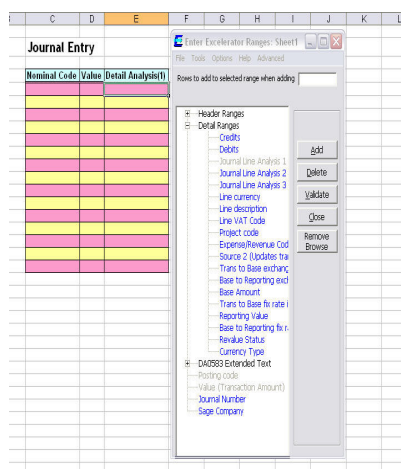 C D E F G H I J K L
Journal Entry
Nominal Code Value Detail Analysis(1)
Enter Excelerator Ranges: Sheet1
File Tools Options Help Advanced
Rows to add to selected range when adding
Header Ranges
Detail Ranges
Credits
Debits
Journal Line Analysis 1
Journal Line Analysis 2
Journal Line Analysis 3
Line currency
Line description
Line VAT Code
Project code
Expense/Revenue Cod
Source 2 (Updates tra
Trans to Base exchang
Base to Reporting exch
Base Amount
Trans to Base fix rate i
Reporting Value
Base to Reporting fix r
Revalue Status
Currency Type
DA0583 Extended Text
Posting code
Value (Transaction Amount)
Journal Number
Sage Company
Add
Delete
Validate
Close
Remove
Browse